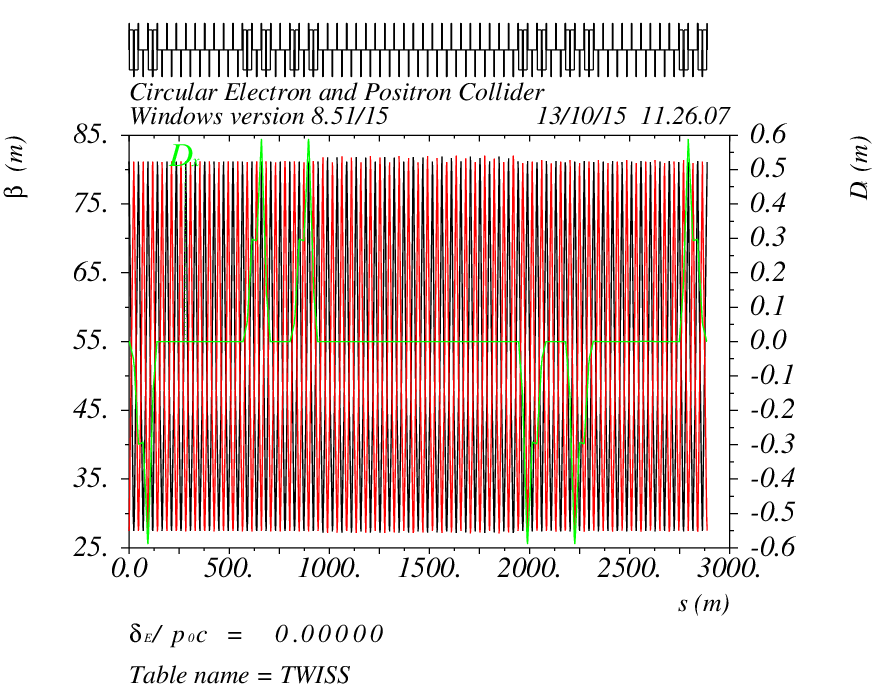 Circular Electron and Positron Collider
Windows version 8.51/15 13/10/15 11.26.07
β (m)
D (m)
85.
75.
65.
55.
45.
35.
25.
Dx
0.6
0.5
0.4
0.3
0.2
0.1
0.0
-0.1
-0.2
-0.3
-0.4
-0.5
-0.6
0.0 500. 1000. 1500. 2000. 2500. 3000.
s (m)
δE/ p0c = 0.00000
Table name = TWISS